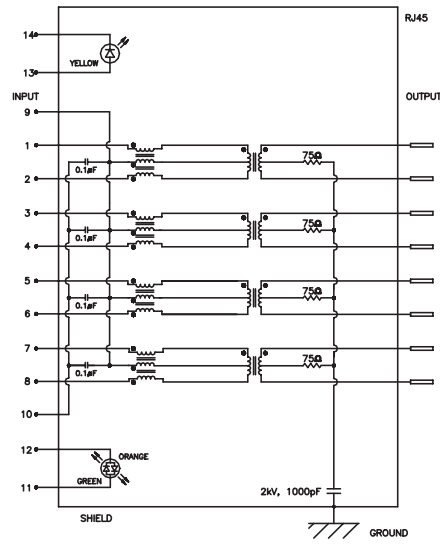 RJ45
14
YELLOW
13
INPUT
OUTPUT
9
1
75Ω
0.1µF
2
3
75Ω
0.1µF
4
5
75Ω
0.1µF
6
7
75Ω
0.1µF
8
10
12
ORANGE
GREEN
11
2kV, 1000pF
SHIELD
GROUND